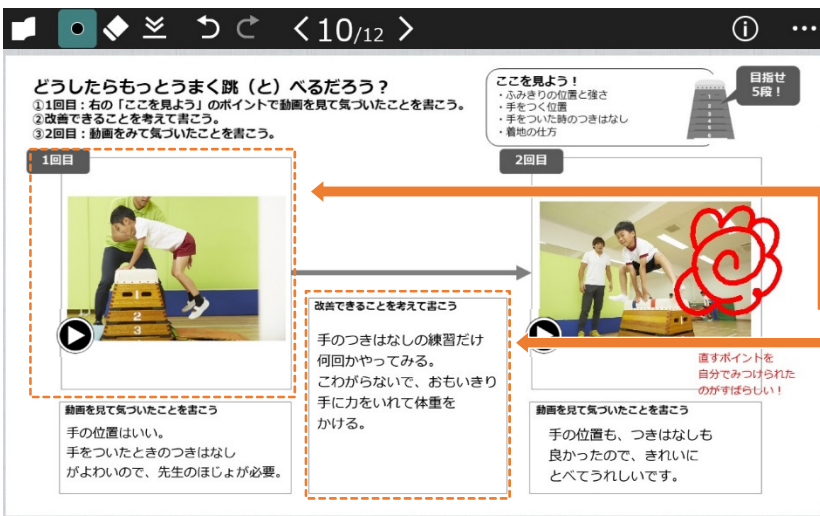 10/12
どうしたらもっとうまく跳（と）べるだろう？
①1回目：右の「ここを見よう」のポイントで動画を見て気づいたことを書こう。
②改善できることを考えて書こう。
③2回目：動画をみて気づいたことを書こう。
ここを見よう！
・ふみきりの位置と強さ
・手をつく位置
・手をついた時のつきはなし
・着地の仕方
目指せ
5段！
1回目
1
2
3
動画を見て気づいたことを書こう
手の位置はいい。
手をついたときのつきはなし
がよわいので、先生のほじょが必要。
改善できることを考えて書こう
手のつきはなしの練習だけ
何回かやってみる。
こわがらないで、おもいきり
手に力をいれて体重を
かける。
2回目
直すポイントを
自分でみつけられた
のがすばらしい！
動画を見て気づいたことを書こう
手の位置も、つきはなしも
良かったので、きれいに
とべてうれしいです。